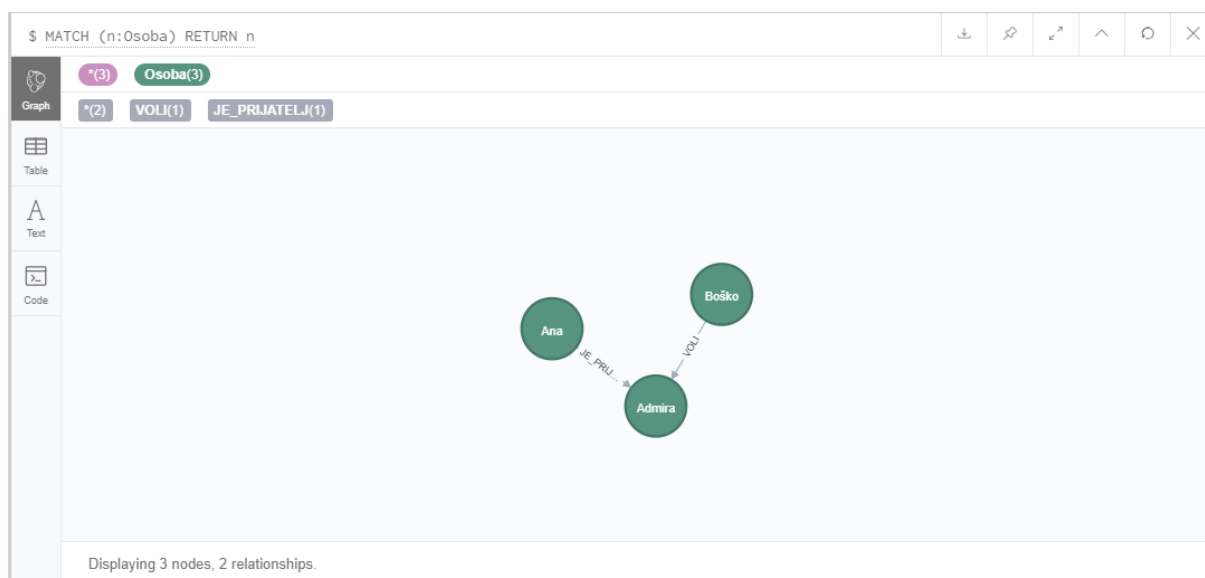 $ MATCH (n:Osoba) RETURN n
Graph
*(3) Osoba(3)
*(2) VOLI(1) JE_PRIJATELJ(1)
Table
A
Text
Code
Boško
Ana
VOLI
JE_PRIJ...
Admira
Displaying 3 nodes, 2 relationships.